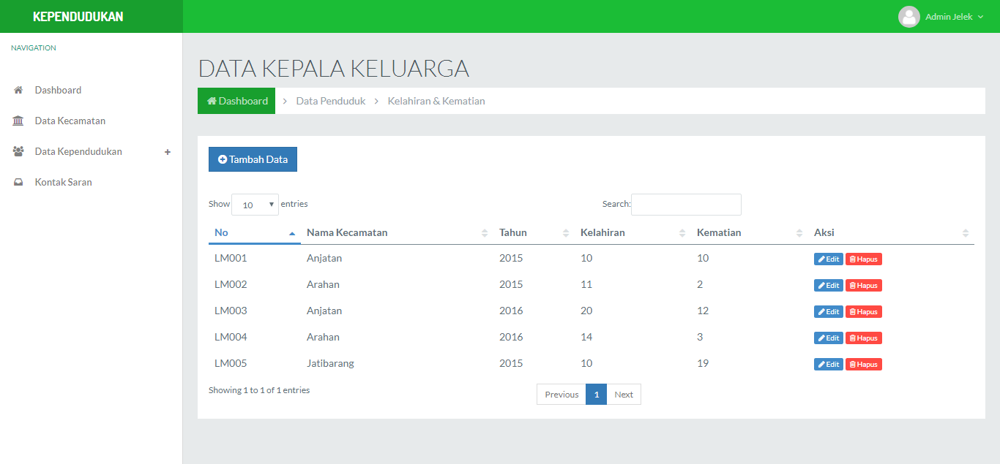 KEPENDUDUKAN
Admin Jelek
NAVIGATION
Dashboard
Data Kecamatan
Data Kependudukan +
Kontak Saran
DATA KEPALA KELUARGA
Dashboard > Data Penduduk > Kelahiran & Kematian
Tambah Data
Show 10 entries Search:
No Nama Kecamatan Tahun Kelahiran Kematian Aksi
LM001 Anjatan 2015 10 10 Edit Hapus
LM002 Arahan 2015 11 2 Edit Hapus
LM003 Anjatan 2016 20 12 Edit Hapus
LM004 Arahan 2016 14 3 Edit Hapus
LM005 Jatibarang 2015 10 19 Edit Hapus
Showing 1 to 1 of 1 entries Previous 1 Next